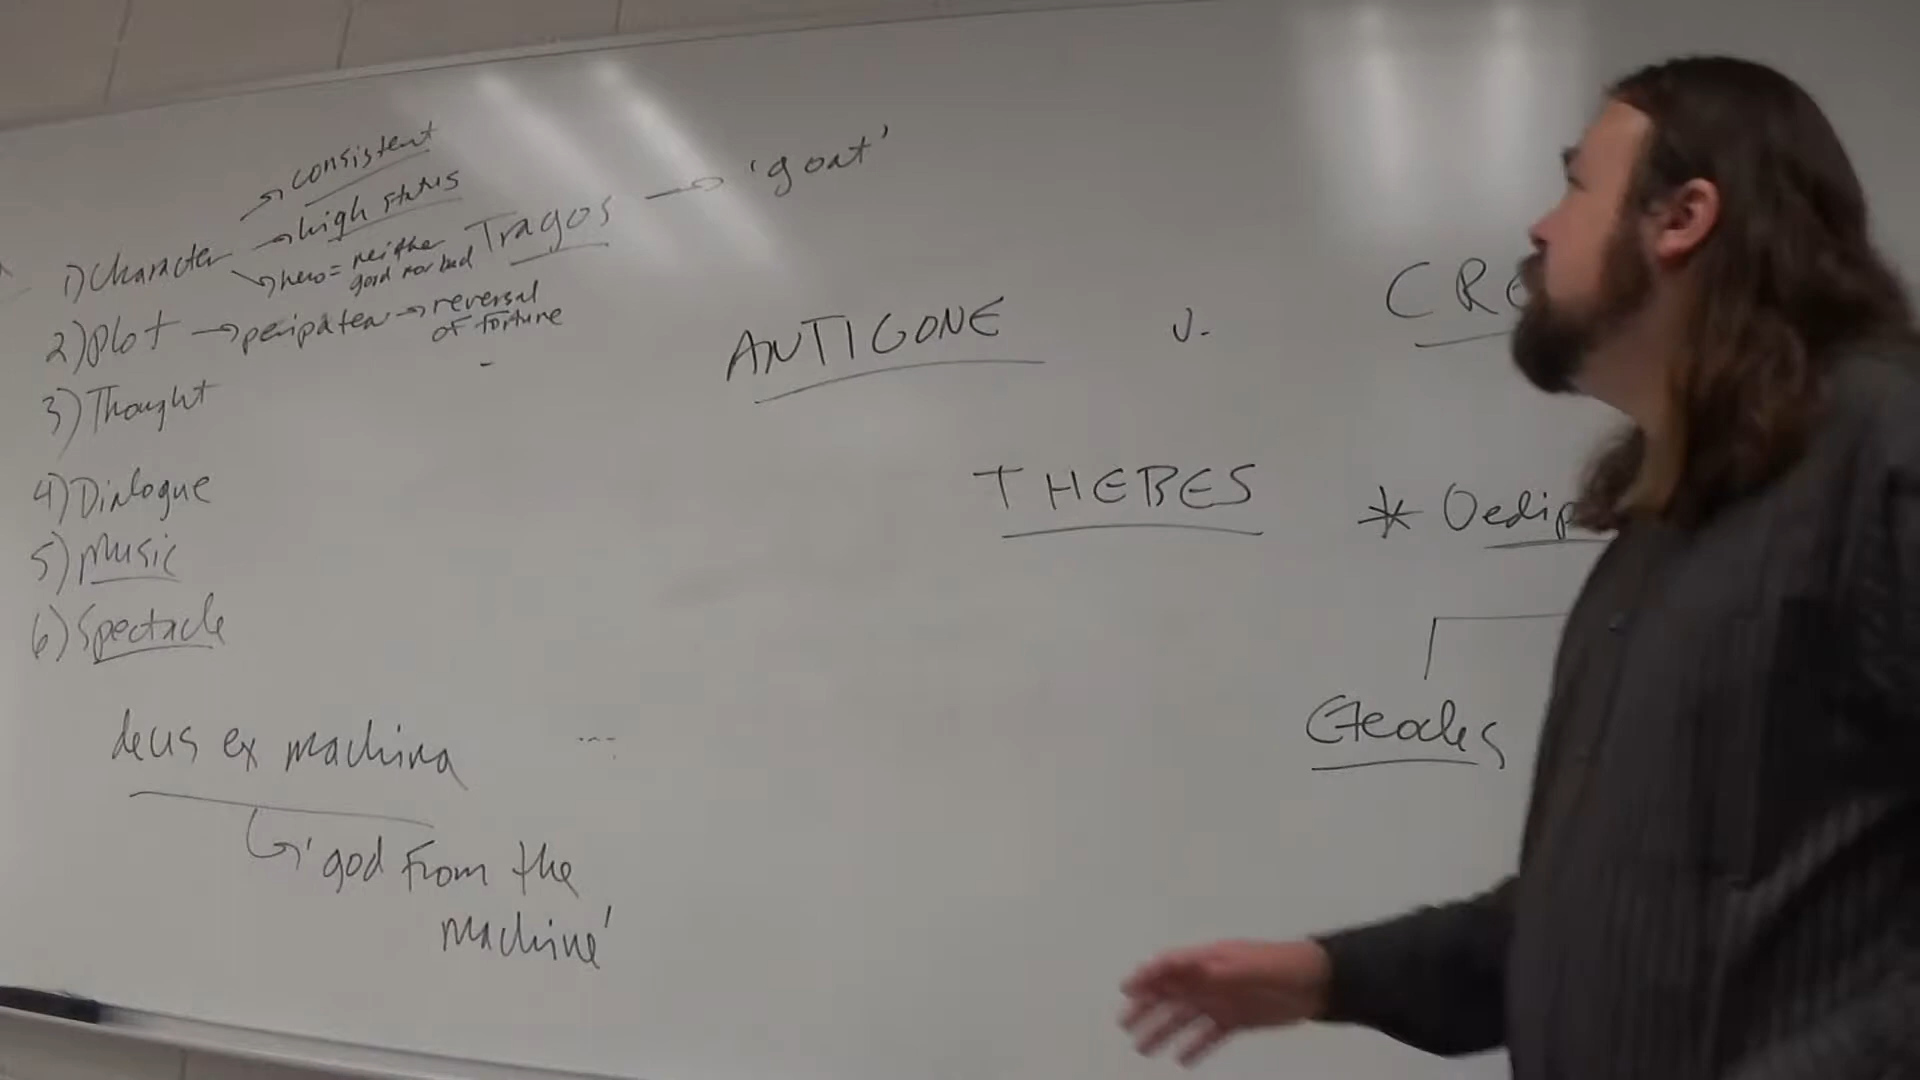 consistent
high status
1) Character
hero = neither
good nor bad
Tragos → 'goat'
2) Plot → peripatea → reversal
of fortune
3) Thought
4) Dialogue
5) Music
6) Spectacle
deus ex machina
'god from the
machine'
ANTIGONE v. CRE
THEBES * Oedip
Eteocles